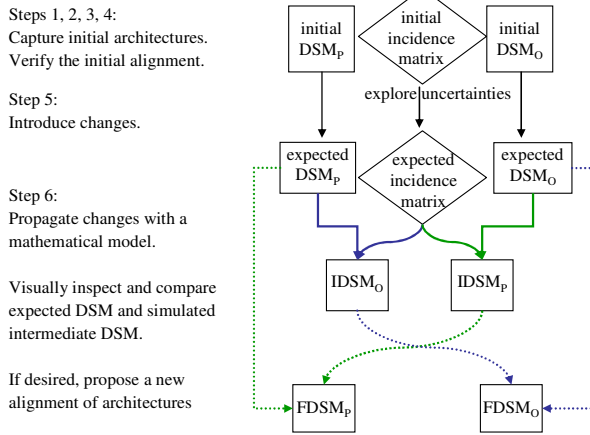 Steps 1, 2, 3, 4:
Capture initial architectures.
Verify the initial alignment.
Step 5:
Introduce changes.
Step 6:
Propagate changes with a
mathematical model.
Visually inspect and compare
expected DSM and simulated
intermediate DSM.
If desired, propose a new
alignment of architectures
initial
DSMP
initial
incidence
matrix
initial
DSMO
explore uncertainties
expected
DSMP
expected
incidence
matrix
expected
DSMO
IDSMO
IDSMP
FDSMP
FDSMO